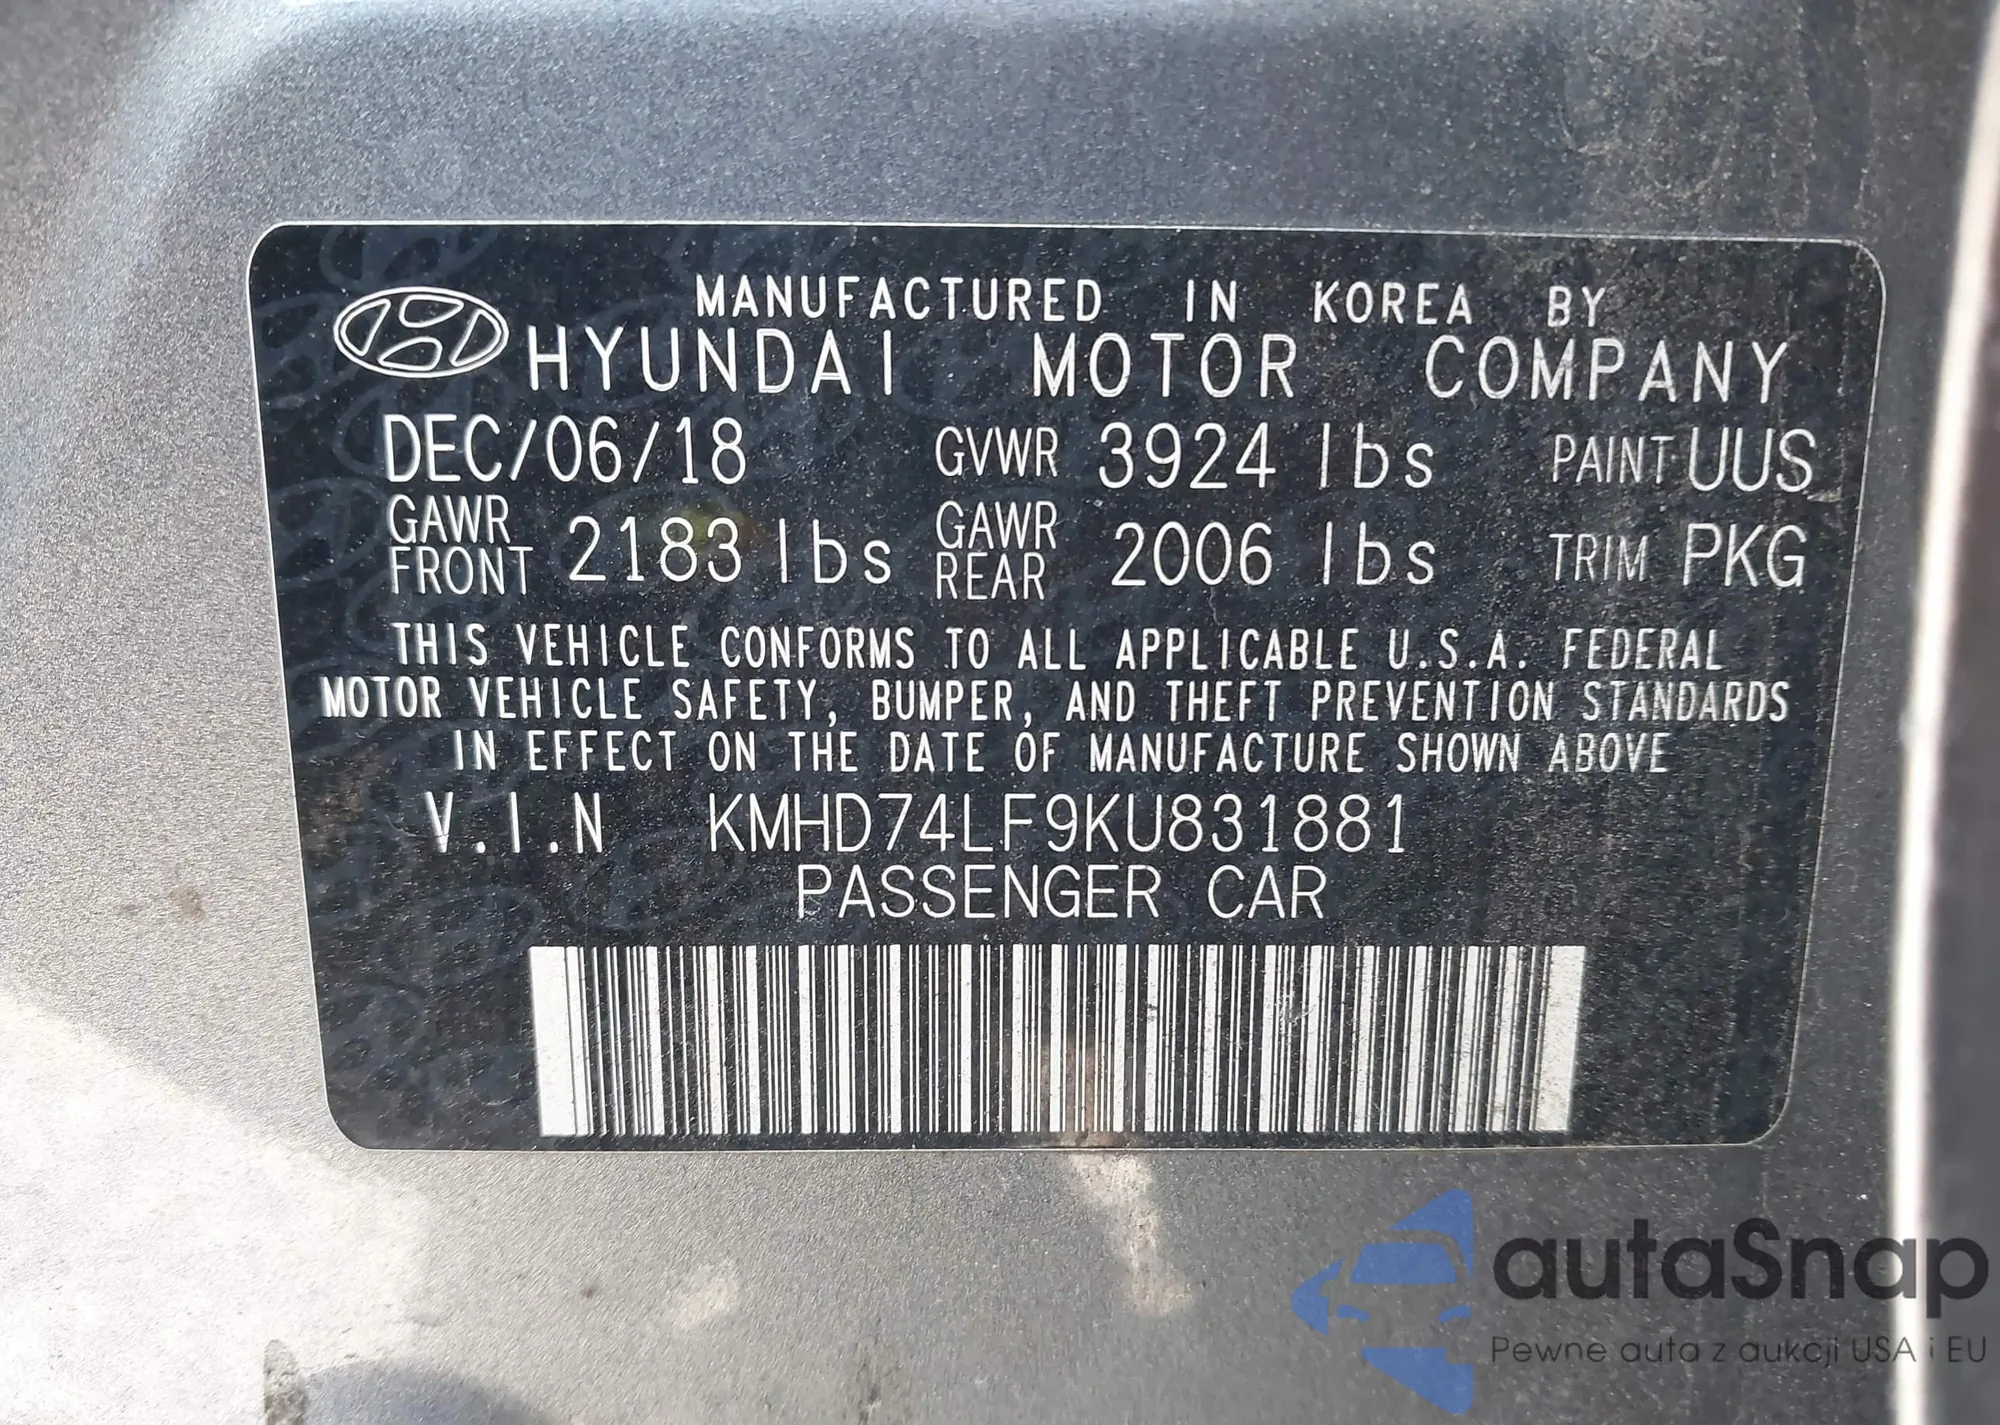 MANUFACTURED IN KOREA BY
HYUNDAI MOTOR COMPANY
DEC/06/18 GVWR 3924 lbs PAINT UUS
GAWR FRONT 2183 lbs GAWR REAR 2006 lbs TRIM PKG
THIS VEHICLE CONFORMS TO ALL APPLICABLE U.S.A. FEDERAL
MOTOR VEHICLE SAFETY, BUMPER, AND THEFT PREVENTION STANDARDS
IN EFFECT ON THE DATE OF MANUFACTURE SHOWN ABOVE
V.I.N KMHD74LF9KU831881
PASSENGER CAR
autaSnap
Pewne auta z aukcji USA i EU